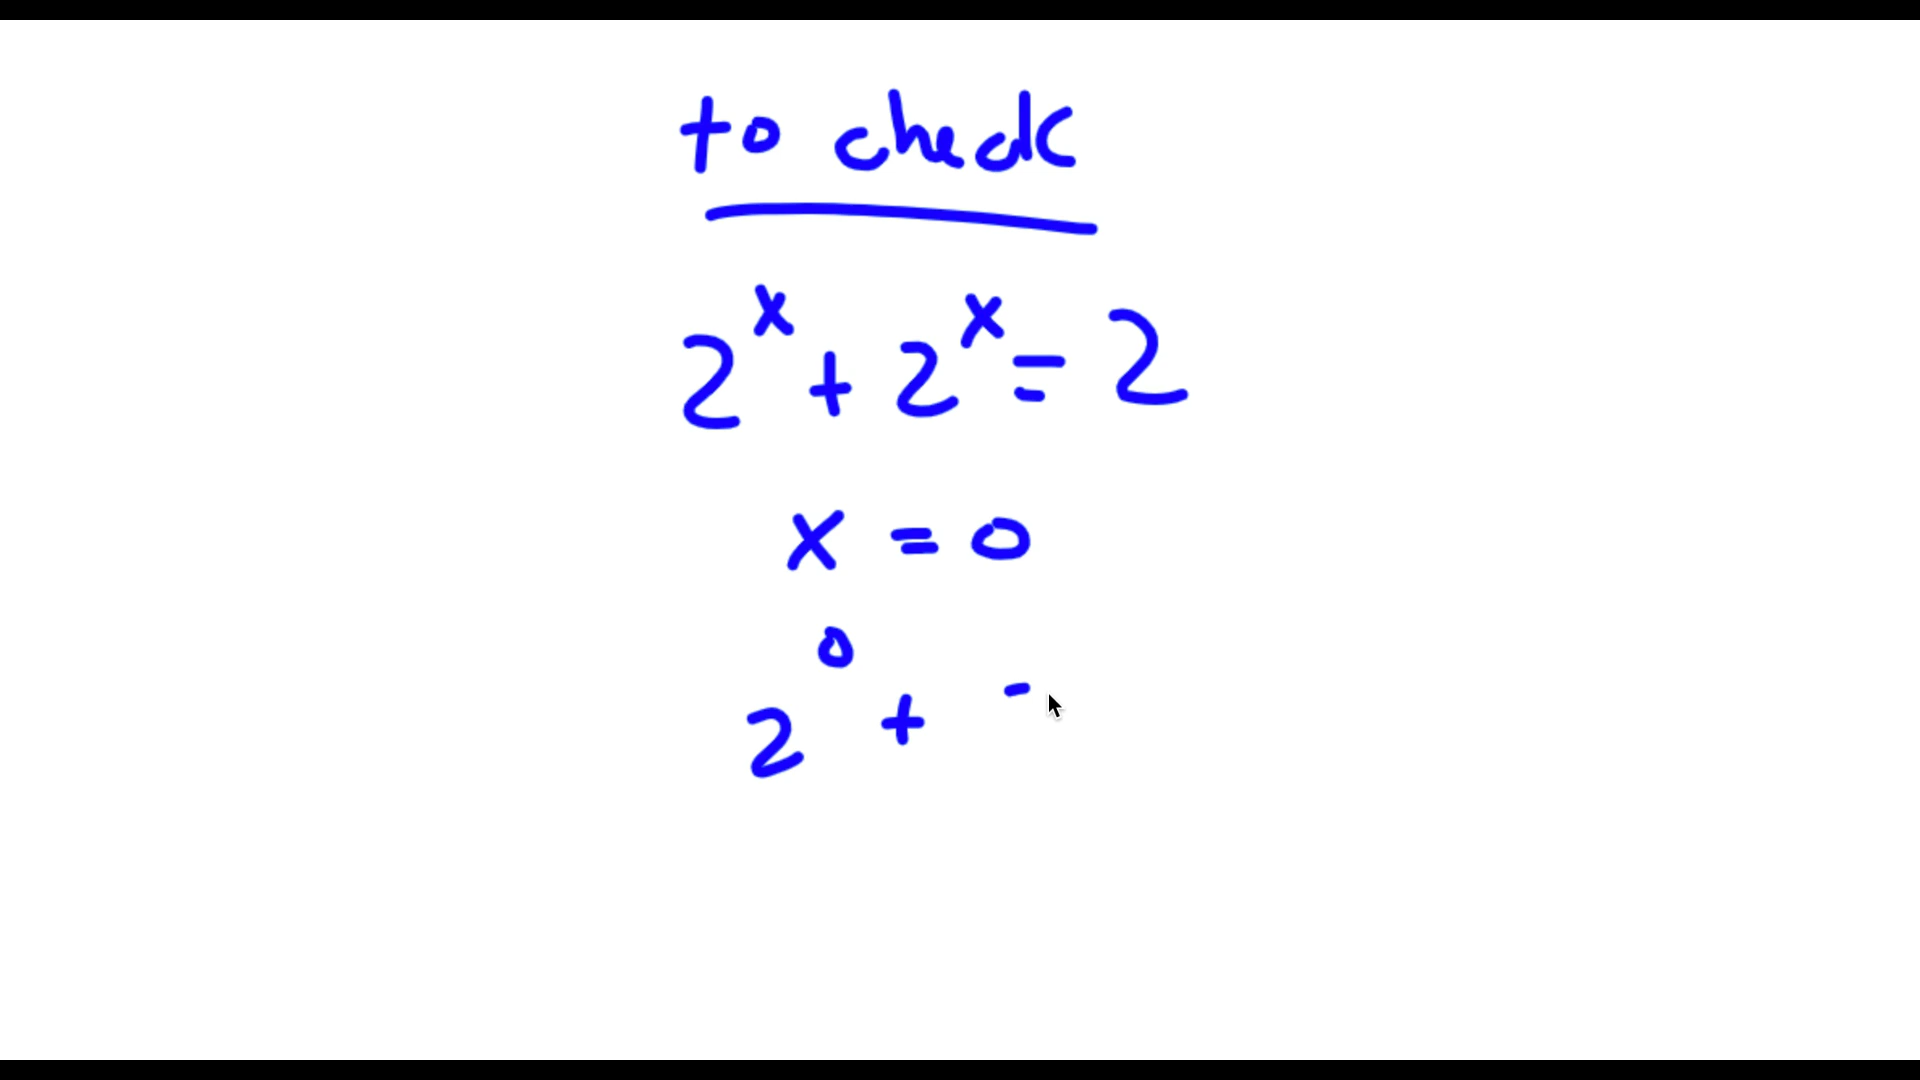 to check
2^x + 2^x = 2
x = 0
2^0 + -